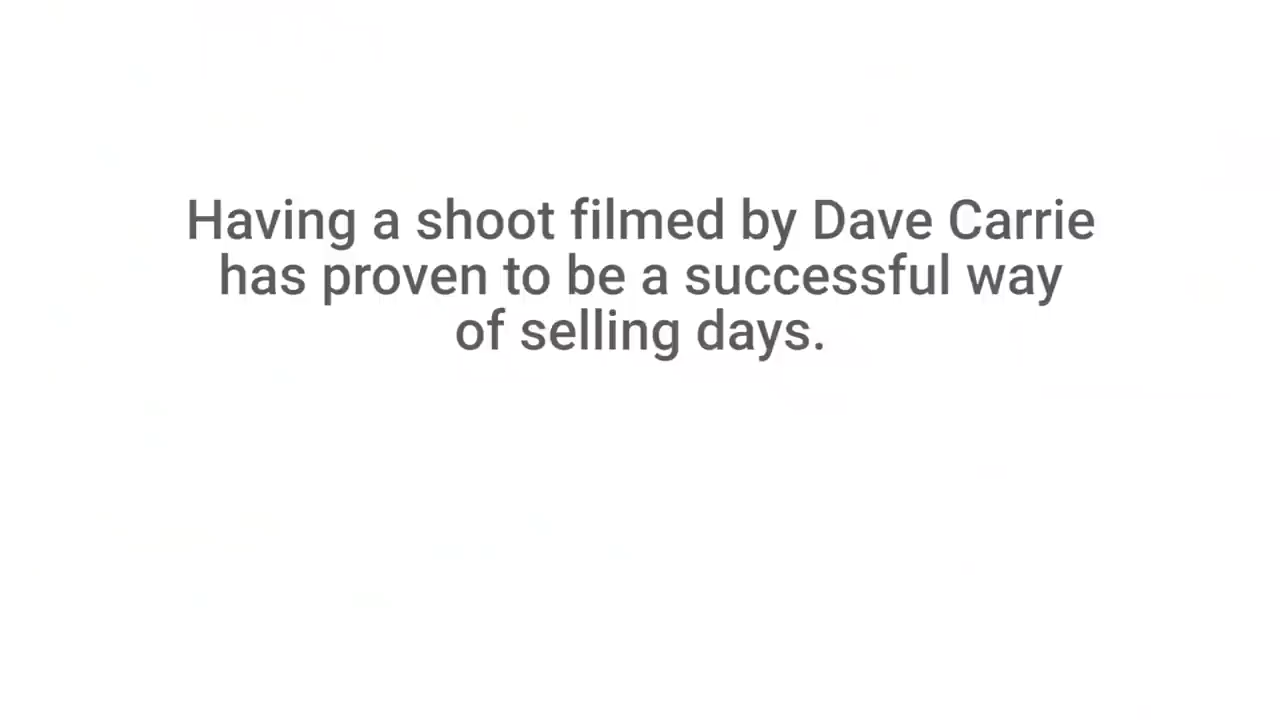 Having a shoot filmed by Dave Carrie
has proven to be a successful way
of selling days.